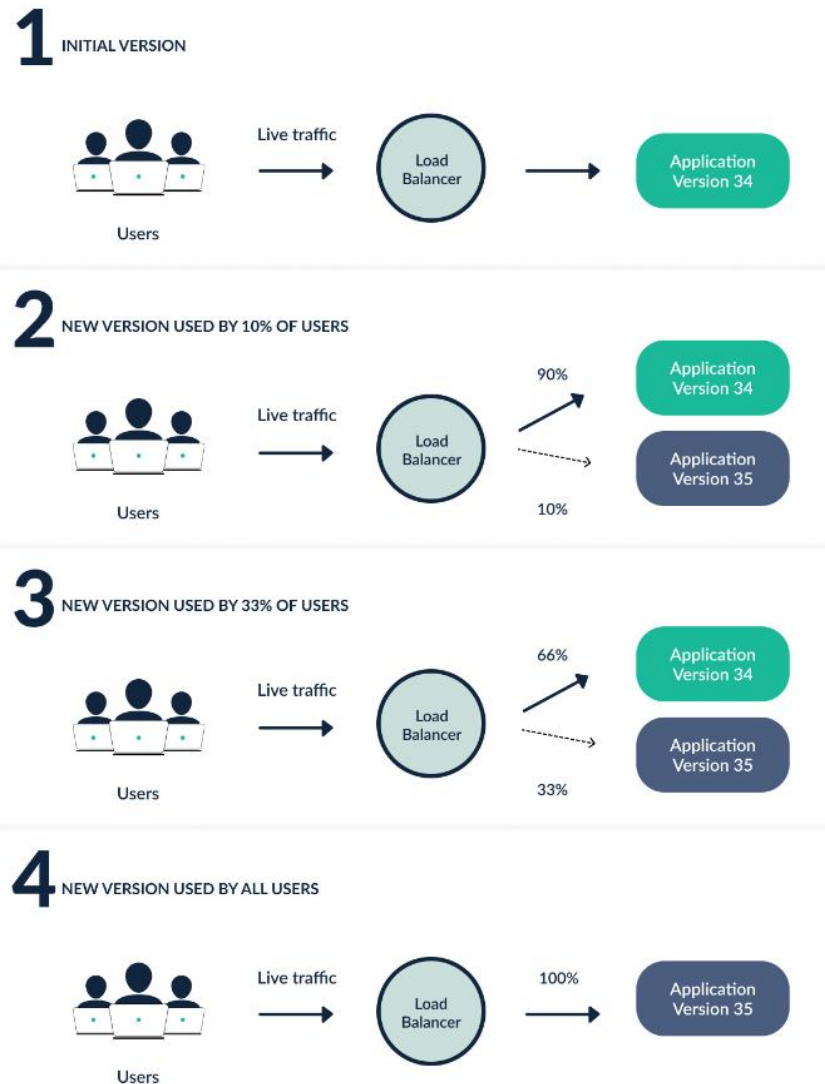 1 INITIAL VERSION
Live traffic
Load
Balancer
Application
Version 34
Users
2 NEW VERSION USED BY 10% OF USERS
Live traffic
Load
Balancer
90%
10%
Application
Version 34
Application
Version 35
Users
3 NEW VERSION USED BY 33% OF USERS
Live traffic
Load
Balancer
66%
33%
Application
Version 34
Application
Version 35
Users
4 NEW VERSION USED BY ALL USERS
Live traffic
Load
Balancer
100%
Application
Version 35
Users